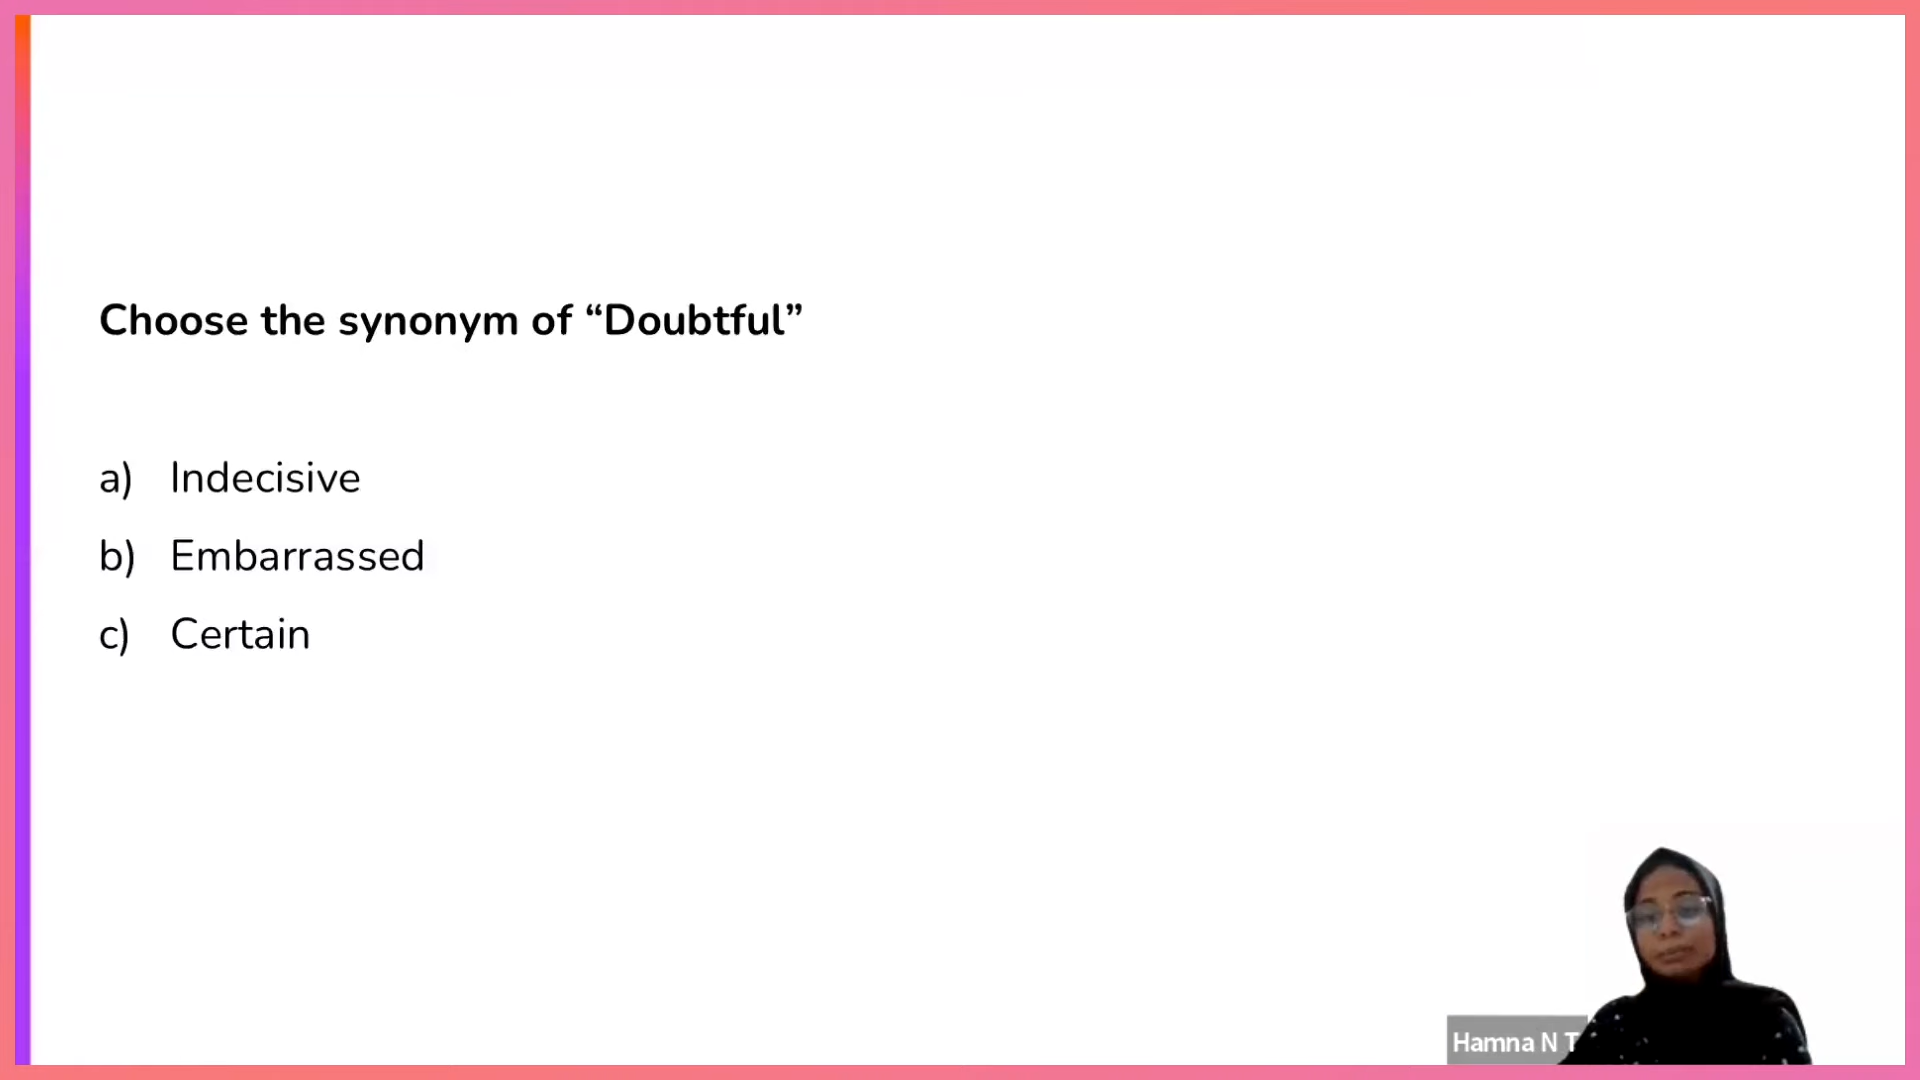 Choose the synonym of “Doubtful”
a) Indecisive
b) Embarrassed
c) Certain
Hamna N T